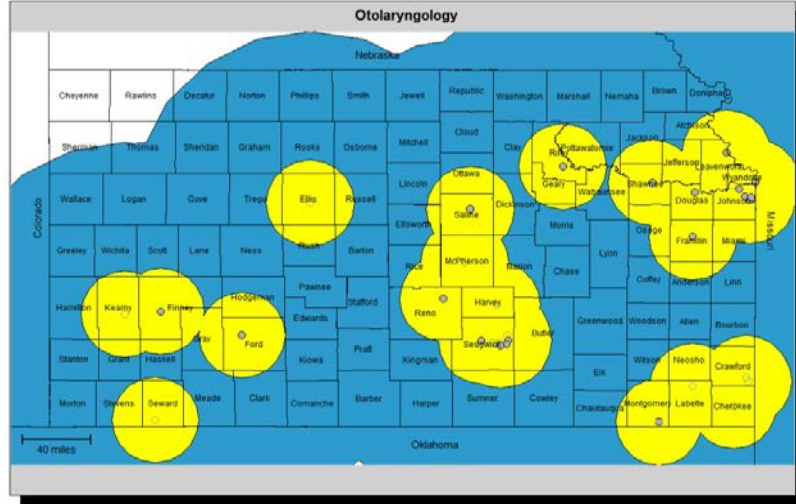 Otolaryngology
Nebraska
Cheyenne Rawlins Decatur Norton Phillips Smith Jewell Republic Washington Marshall Nemaha Brown Doniphan
Cloud
Atchison
Sherman Thomas Sheridan Graham Rooks Osborne Mitchell Clay Riley Pottawatomie Jackson Jefferson Leavenworth
Ottawa
Wyandotte
Wallace Logan Gove Trego Ellis Russell Lincoln Saline Dickinson Geary Wabaunsee Shawnee Douglas Johnson
Ellsworth Morris Osage Franklin Miami
Colorado
Missouri
Greeley Wichita Scott Lane Ness Rush Barton Rice McPherson Marion Chase Lyon
Coffey Anderson Linn
Hamilton Kearny Finney Hodgeman Pawnee Stafford Reno Harvey
Gray Ford Edwards Sedgwick Butler Greenwood Woodson Allen Bourbon
Stanton Grant Haskell Kiowa Pratt Kingman Elk Wilson Neosho Crawford
Morton Stevens Seward Meade Clark Comanche Barber Harper Sumner Cowley Chautauqua Montgomery Labette Cherokee
40 miles
Oklahoma